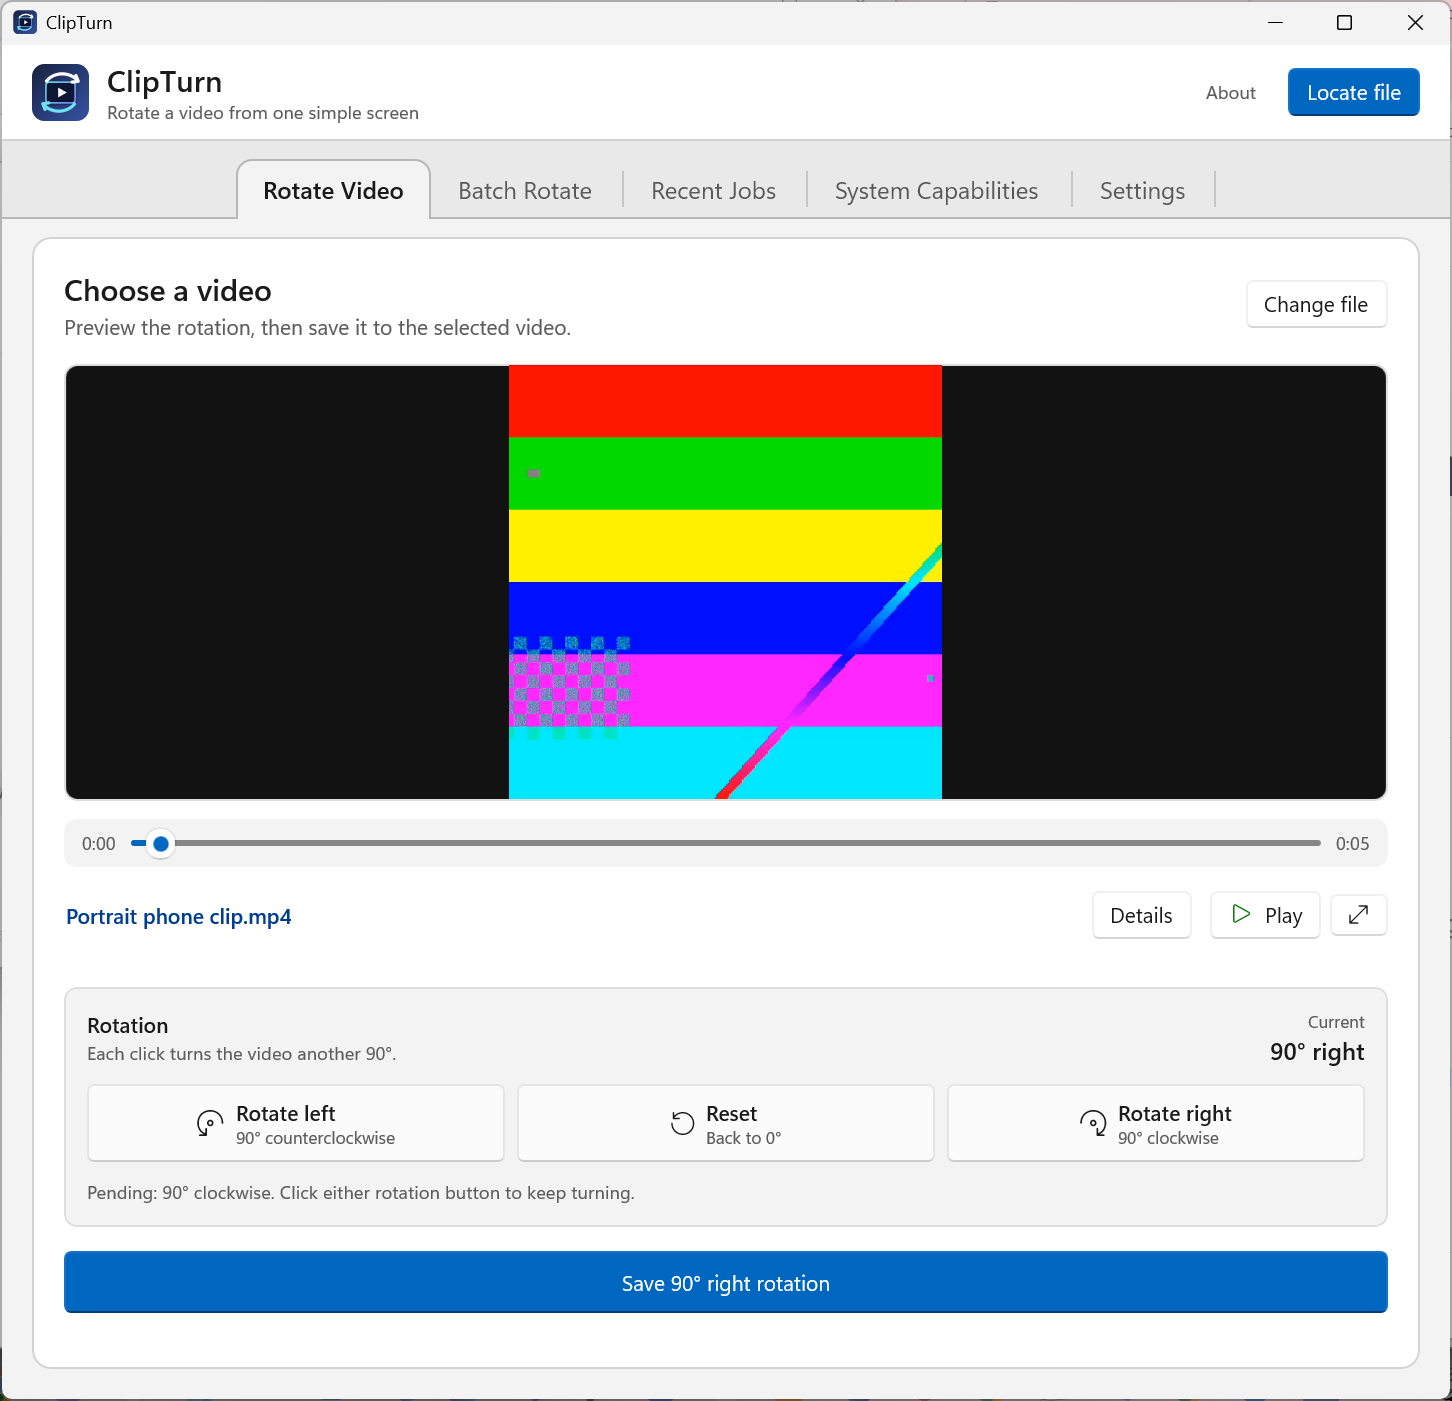 ClipTurn
ClipTurn
Rotate a video from one simple screen
About
Locate file
Rotate Video
Batch Rotate
Recent Jobs
System Capabilities
Settings
Choose a video
Preview the rotation, then save it to the selected video.
Change file
0:00
0:05
Portrait phone clip.mp4
Details
Play
Rotation
Each click turns the video another 90°.
Current
90° right
Rotate left
90° counterclockwise
Reset
Back to 0°
Rotate right
90° clockwise
Pending: 90° clockwise. Click either rotation button to keep turning.
Save 90° right rotation